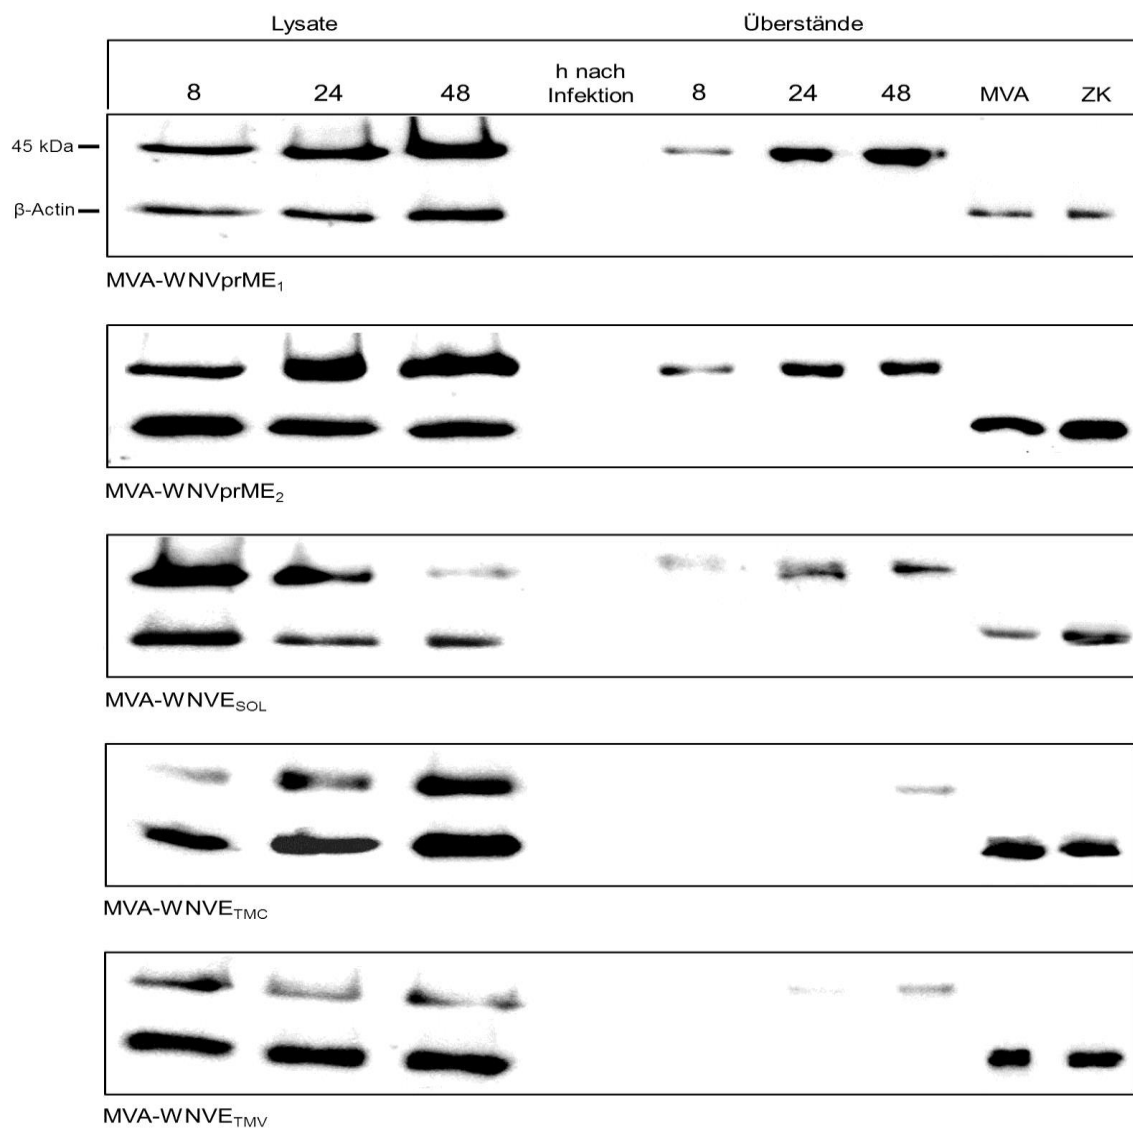 Lysate Überstände
8 24 48 h nach Infektion 8 24 48 MVA ZK
45 kDa
β-Actin
MVA-WNVprME₁
MVA-WNVprME₂
MVA-WNVE_SOL
MVA-WNVE_TMC
MVA-WNVE_TMV